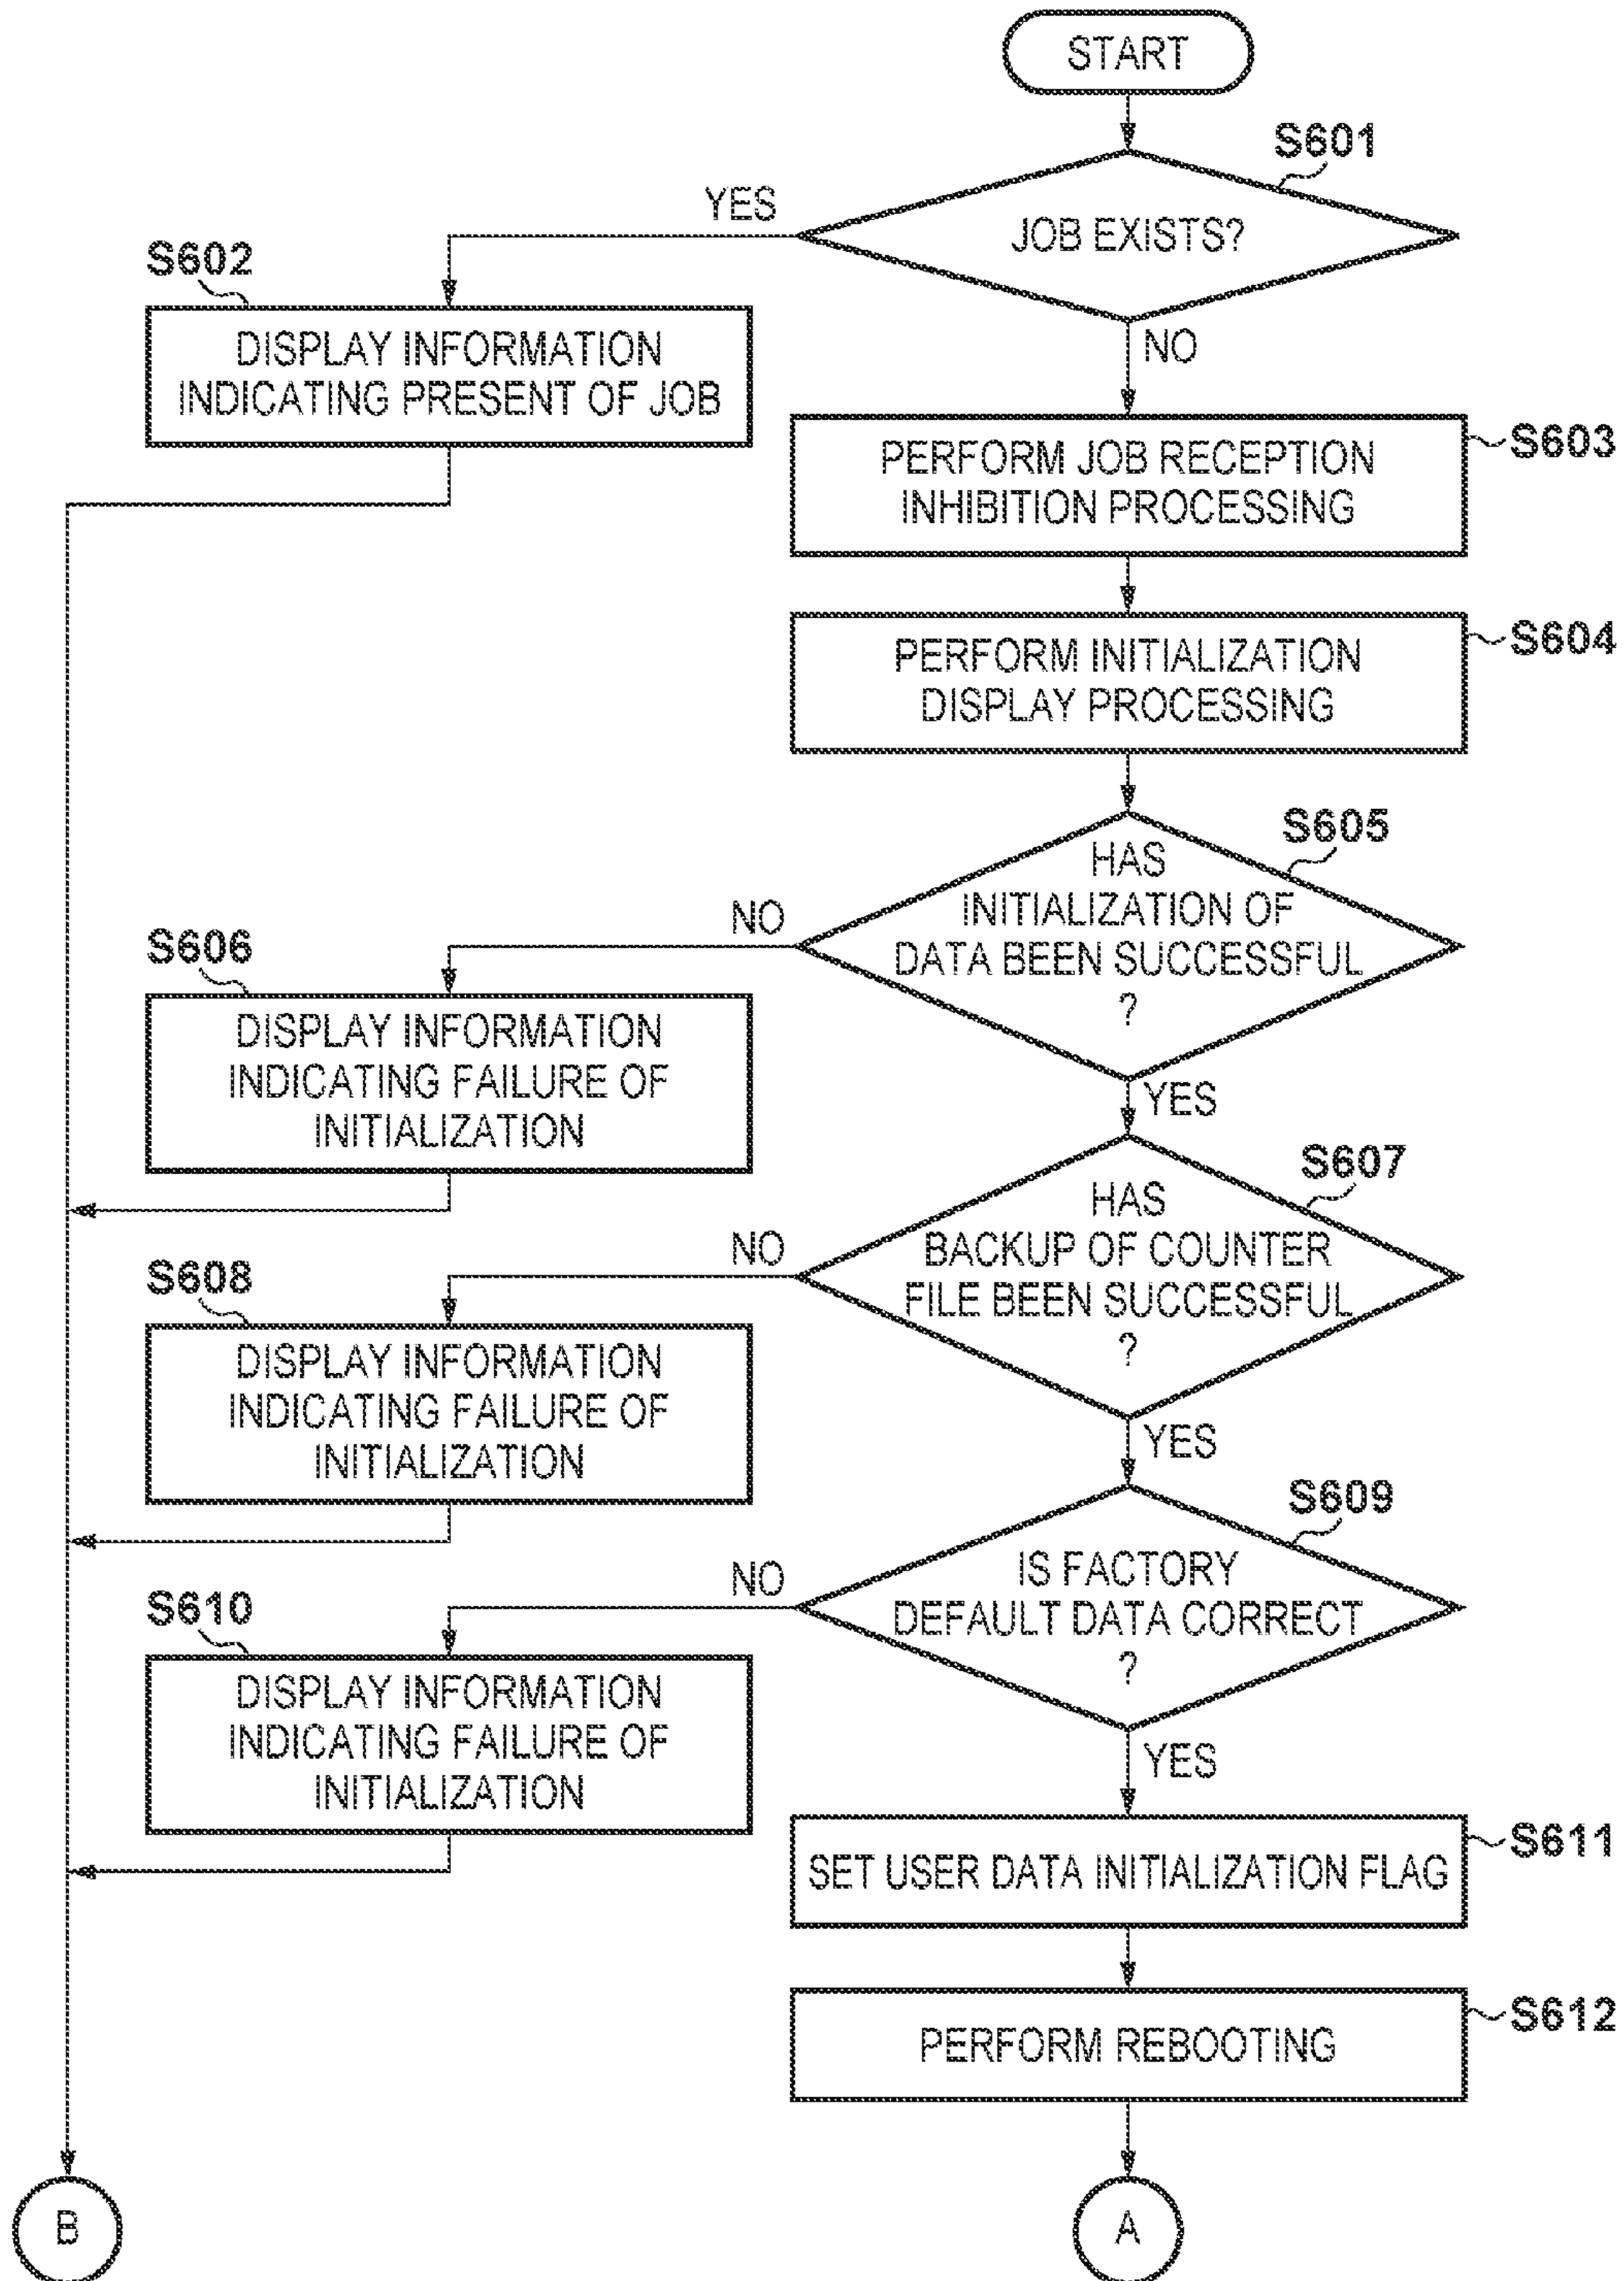 START
S601
JOB EXISTS?
YES
NO
S602
DISPLAY INFORMATION
INDICATING PRESENT OF JOB
PERFORM JOB RECEPTION
INHIBITION PROCESSING
S603
PERFORM INITIALIZATION
DISPLAY PROCESSING
S604
S605
HAS
INITIALIZATION OF
DATA BEEN SUCCESSFUL
?
NO
YES
S606
DISPLAY INFORMATION
INDICATING FAILURE OF
INITIALIZATION
S607
HAS
BACKUP OF COUNTER
FILE BEEN SUCCESSFUL
?
NO
YES
S608
DISPLAY INFORMATION
INDICATING FAILURE OF
INITIALIZATION
S609
IS FACTORY
DEFAULT DATA CORRECT
?
NO
YES
S610
DISPLAY INFORMATION
INDICATING FAILURE OF
INITIALIZATION
SET USER DATA INITIALIZATION FLAG
S611
PERFORM REBOOTING
S612
B
A